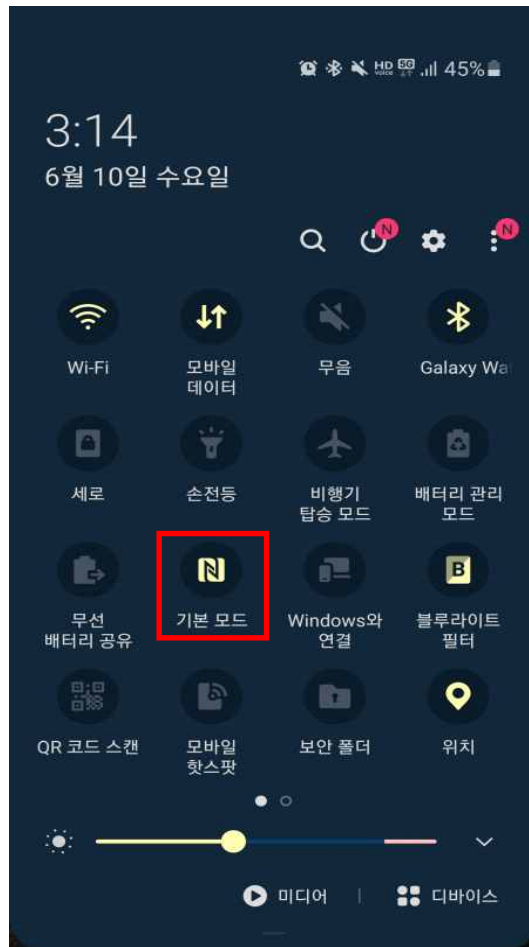 HD voice 5G 45%
3:14
6월 10일 수요일
N N
Wi-Fi 모바일 데이터 무음 Galaxy Wa
세로 손전등 비행기 탑승 모드 배터리 관리 모드
B
무선 배터리 공유 기본 모드 Windows와 연결 블루라이트 필터
QR 코드 스캔 모바일 핫스팟 보안 폴더 위치
미디어 디바이스